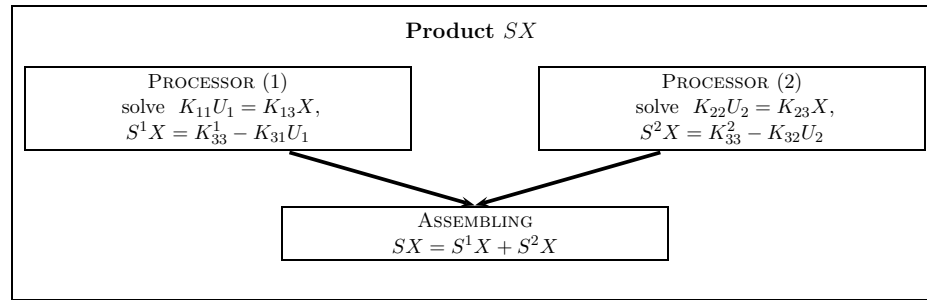 Product SX
PROCESSOR (1)
solve K₁₁U₁ = K₁₃X,
S¹X = K¹₃₃ − K₃₁U₁
PROCESSOR (2)
solve K₂₂U₂ = K₂₃X,
S²X = K²₃₃ − K₃₂U₂
ASSEMBLING
SX = S¹X + S²X